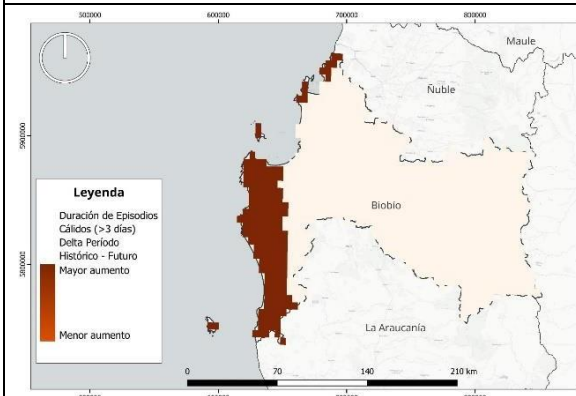 500000 600000 700000 800000
Maule
Ñuble
5900000
Biobio
5800000
La Araucanía
Leyenda
Duración de Episodios
Cálidos (>3 días)
Delta Período
Histórico - Futuro
Mayor aumento
Menor aumento
0 70 140 210 km